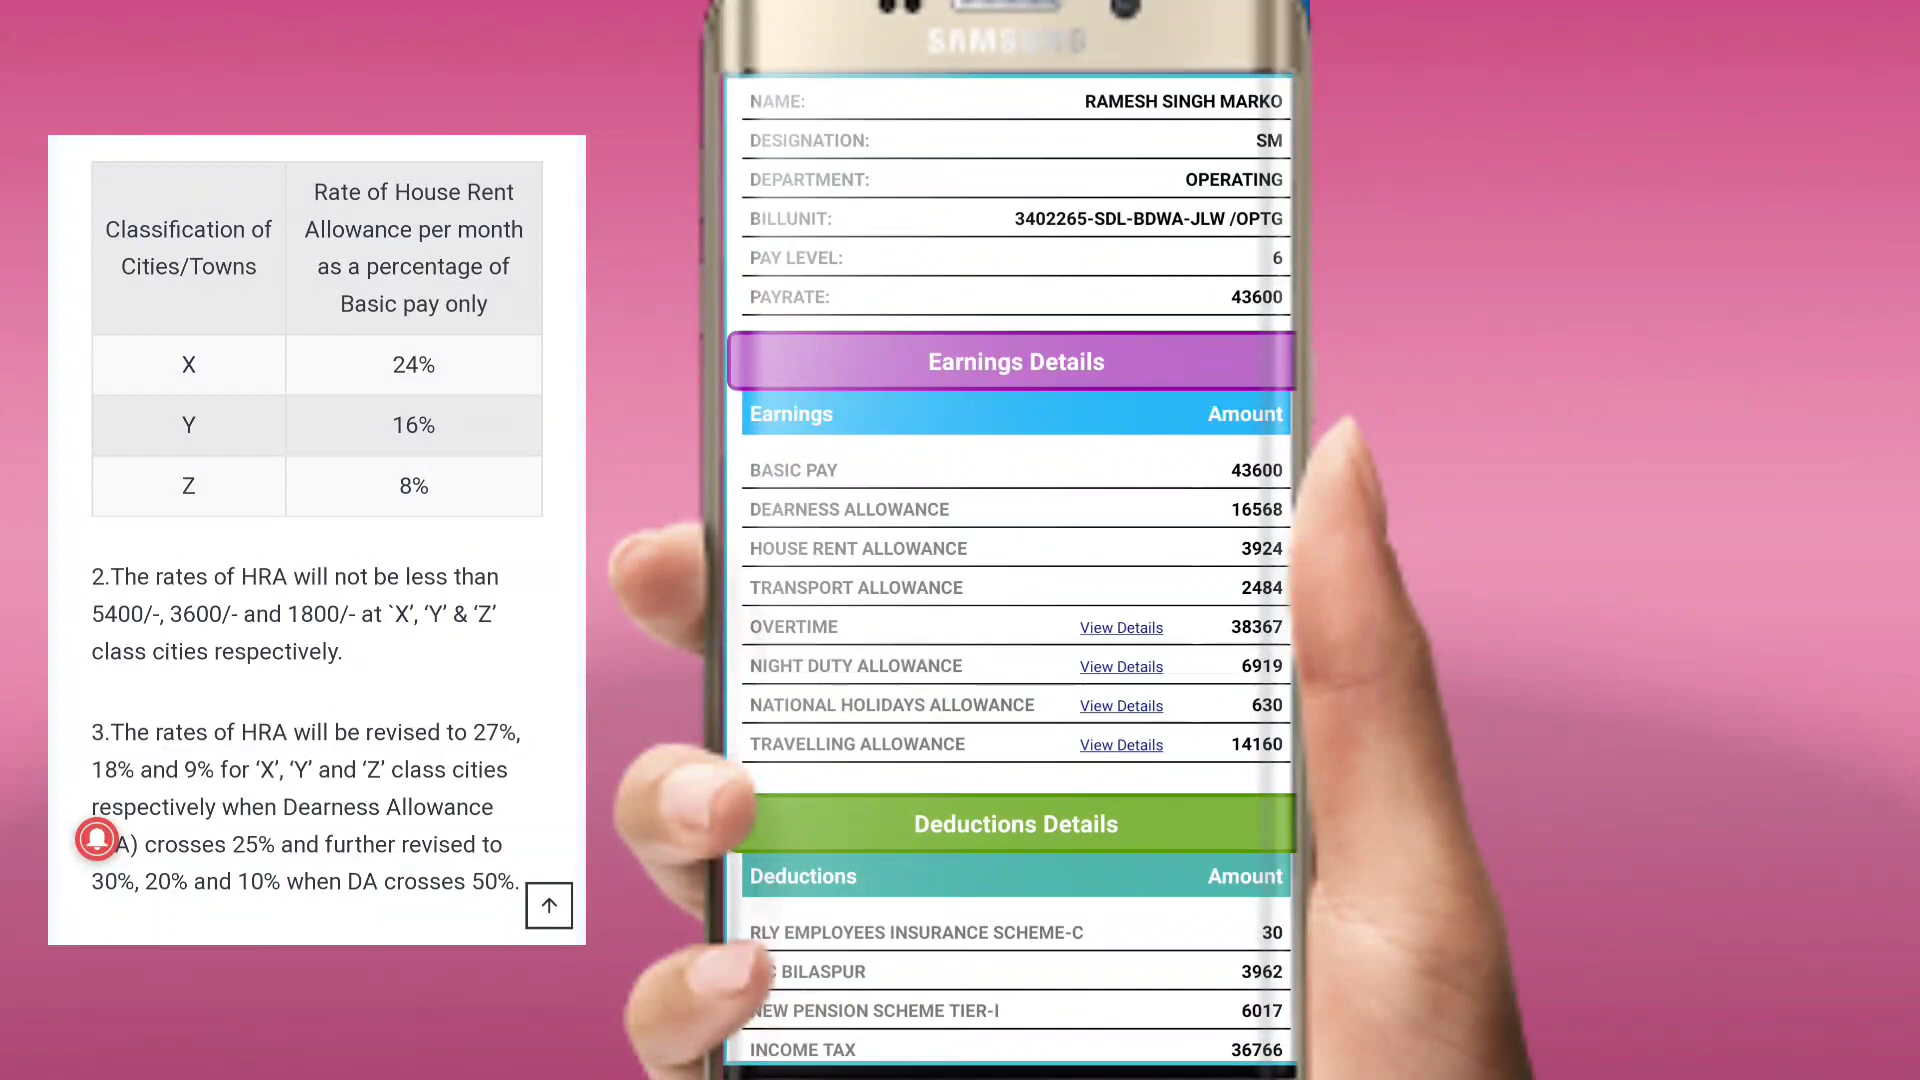 Classification of
Cities/Towns
Rate of House Rent
Allowance per month
as a percentage of
Basic pay only
X 24%
Y 16%
Z 8%
2.The rates of HRA will not be less than
5400/-, 3600/- and 1800/- at `X’, ‘Y’ & ‘Z’
class cities respectively.
3.The rates of HRA will be revised to 27%,
18% and 9% for ‘X’, ‘Y’ and ‘Z’ class cities
respectively when Dearness Allowance
A) crosses 25% and further revised to
30%, 20% and 10% when DA crosses 50%.
SAMSUNG
NAME: RAMESH SINGH MARKO
DESIGNATION: SM
DEPARTMENT: OPERATING
BILLUNIT: 3402265-SDL-BDWA-JLW /OPTG
PAY LEVEL: 6
PAYRATE: 43600
Earnings Details
Earnings Amount
BASIC PAY 43600
DEARNESS ALLOWANCE 16568
HOUSE RENT ALLOWANCE 3924
TRANSPORT ALLOWANCE 2484
OVERTIME View Details 38367
NIGHT DUTY ALLOWANCE View Details 6919
NATIONAL HOLIDAYS ALLOWANCE View Details 630
TRAVELLING ALLOWANCE View Details 14160
Deductions Details
Deductions Amount
RLY EMPLOYEES INSURANCE SCHEME-C 30
BILASPUR 3962
NEW PENSION SCHEME TIER-I 6017
INCOME TAX 36766